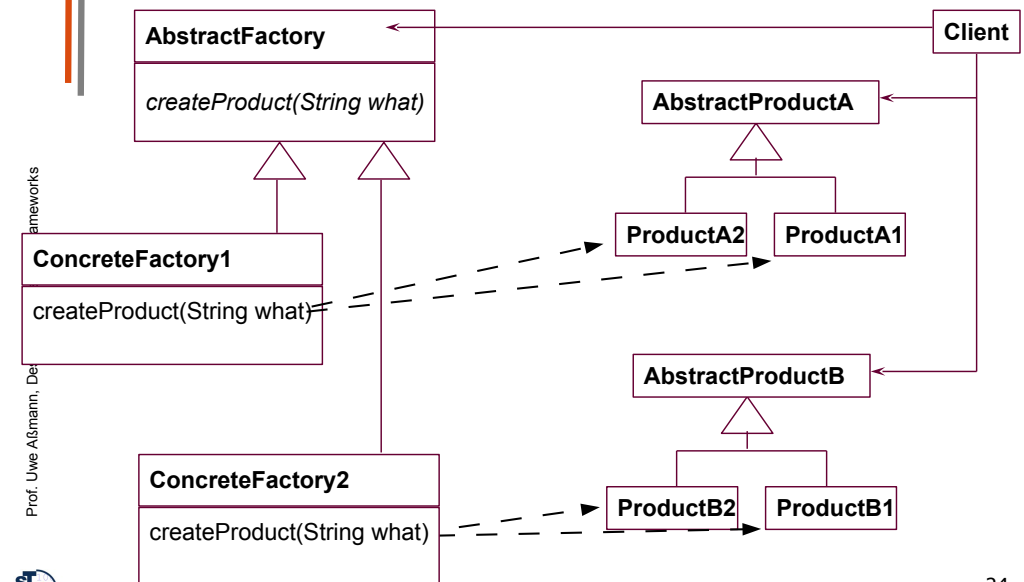 AbstractFactory
createProduct(String what)
Client
AbstractProductA
ProductA2
ProductA1
ConcreteFactory1
createProduct(String what)
AbstractProductB
ProductB2
ProductB1
ConcreteFactory2
createProduct(String what)
Prof. Uwe Aßmann, Des
ameworks